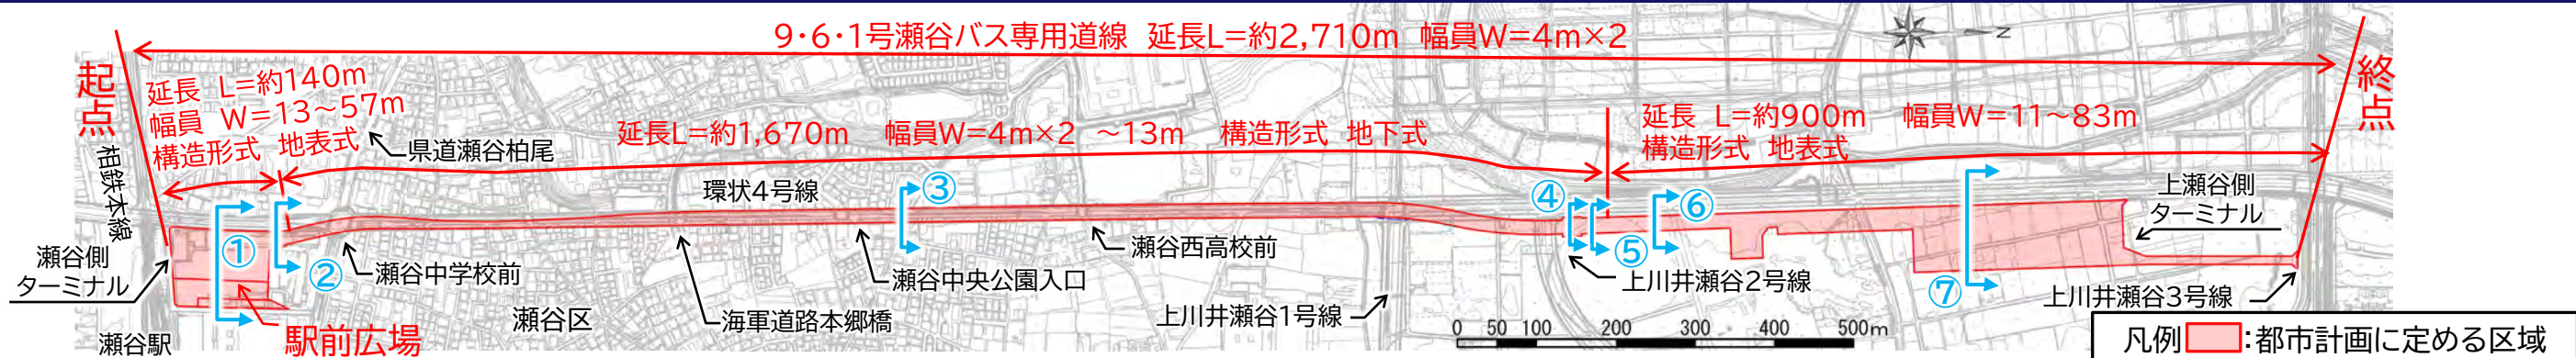 9・6・1号瀬谷バス専用道線 延長L=約2,710m 幅員W=4m×2
起点
延長 L=約140m
幅員 W=13～57m
構造形式 地表式
延長L=約1,670m 幅員W=4m×2 ～13m 構造形式 地下式
延長 L=約900m 幅員W=11～83m
構造形式 地表式
終点
相鉄本線
県道瀬谷柏尾
環状4号線
①
②
③
④
⑤
⑥
⑦
上瀬谷側
ターミナル
瀬谷側
ターミナル
瀬谷中学校前
瀬谷中央公園入口
瀬谷西高校前
上川井瀬谷2号線
上川井瀬谷3号線
瀬谷駅
駅前広場
瀬谷区
海軍道路本郷橋
上川井瀬谷1号線
0 50 100 200 300 400 500m
N
凡例 :都市計画に定める区域